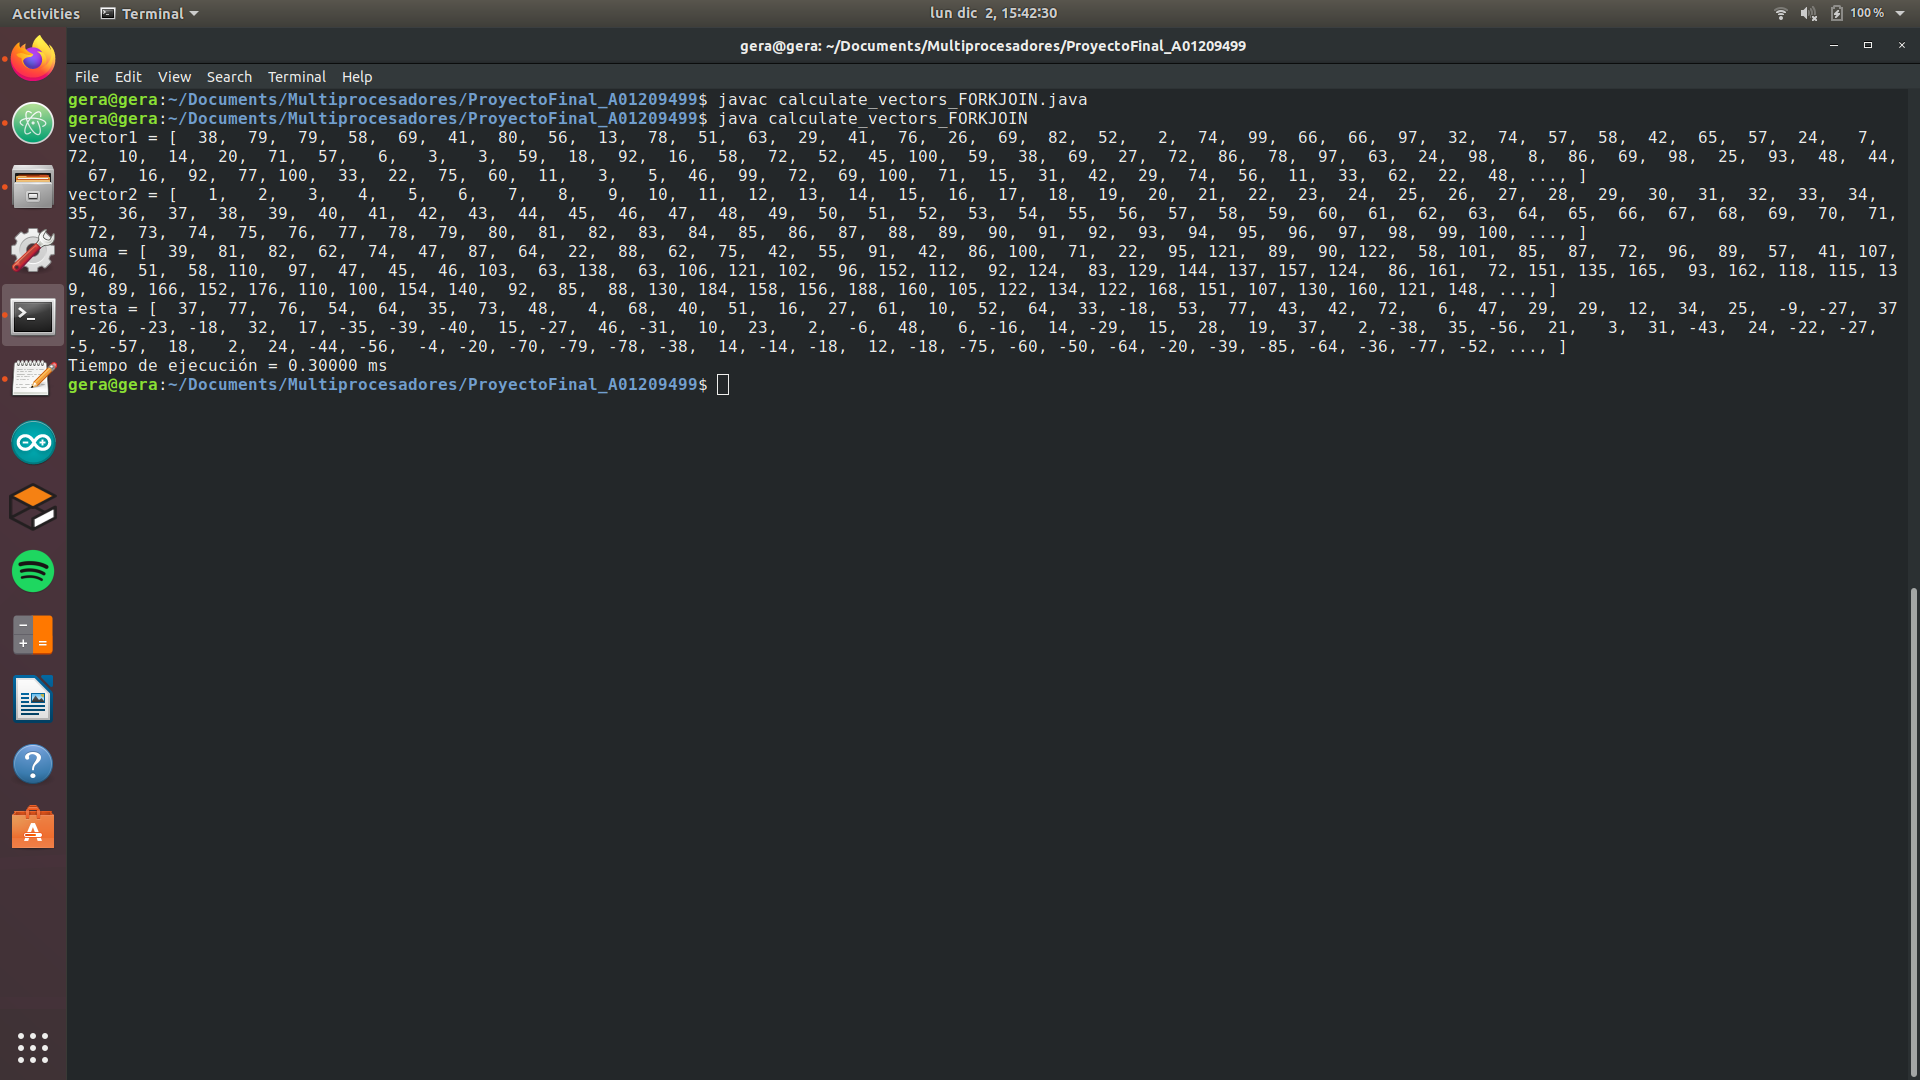 Activities Terminal lun dic 2, 15:42:30 100 %
gera@gera: ~/Documents/Multiprocesadores/ProyectoFinal_A01209499
File Edit View Search Terminal Help
gera@gera:~/Documents/Multiprocesadores/ProyectoFinal_A01209499$ javac calculate_vectors_FORKJOIN.java
gera@gera:~/Documents/Multiprocesadores/ProyectoFinal_A01209499$ java calculate_vectors_FORKJOIN
vector1 = [  38,  79,  79,  58,  69,  41,  80,  56,  13,  78,  51,  63,  29,  41,  76,  26,  69,  82,  52,   2,  74,  99,  66,  66,  97,  32,  74,  57,  58,  42,  65,  57,  24,   7,
72,  10,  14,  20,  71,  57,   6,   3,   3,  59,  18,  92,  16,  58,  72,  52,  45, 100,  59,  38,  69,  27,  72,  86,  78,  97,  63,  24,  98,   8,  86,  69,  98,  25,  93,  48,  44,
67,  16,  92,  77, 100,  33,  22,  75,  60,  11,   3,   5,  46,  99,  72,  69, 100,  71,  15,  31,  42,  29,  74,  56,  11,  33,  62,  22,  48, ..., ]
vector2 = [   1,   2,   3,   4,   5,   6,   7,   8,   9,  10,  11,  12,  13,  14,  15,  16,  17,  18,  19,  20,  21,  22,  23,  24,  25,  26,  27,  28,  29,  30,  31,  32,  33,  34,
35,  36,  37,  38,  39,  40,  41,  42,  43,  44,  45,  46,  47,  48,  49,  50,  51,  52,  53,  54,  55,  56,  57,  58,  59,  60,  61,  62,  63,  64,  65,  66,  67,  68,  69,  70,  71,
72,  73,  74,  75,  76,  77,  78,  79,  80,  81,  82,  83,  84,  85,  86,  87,  88,  89,  90,  91,  92,  93,  94,  95,  96,  97,  98,  99, 100, ..., ]
suma = [  39,  81,  82,  62,  74,  47,  87,  64,  22,  88,  62,  75,  42,  55,  91,  42,  86, 100,  71,  22,  95, 121,  89,  90, 122,  58, 101,  85,  87,  72,  96,  89,  57,  41, 107,
46,  51,  58, 110,  97,  47,  45,  46, 103,  63, 138,  63, 106, 121, 102,  96, 152, 112,  92, 124,  83, 129, 144, 137, 157, 124,  86, 161,  72, 151, 135, 165,  93, 162, 118, 115, 13
9,  89, 166, 152, 176, 110, 100, 154, 140,  92,  85,  88, 130, 184, 158, 156, 188, 160, 105, 122, 134, 122, 168, 151, 107, 130, 160, 121, 148, ..., ]
resta = [  37,  77,  76,  54,  64,  35,  73,  48,   4,  68,  40,  51,  16,  27,  61,  10,  52,  64,  33, -18,  53,  77,  43,  42,  72,   6,  47,  29,  29,  12,  34,  25,  -9, -27,  37
, -26, -23, -18,  32,  17, -35, -39, -40,  15, -27,  46, -31,  10,  23,   2,  -6,  48,   6, -16,  14, -29,  15,  28,  19,  37,   2, -38,  35, -56,  21,   3,  31, -43,  24, -22, -27,
-5, -57,  18,   2,  24, -44, -56,  -4, -20, -70, -79, -78, -38,  14, -14, -18,  12, -18, -75, -60, -50, -64, -20, -39, -85, -64, -36, -77, -52, ..., ]
Tiempo de ejecución = 0.30000 ms
gera@gera:~/Documents/Multiprocesadores/ProyectoFinal_A01209499$